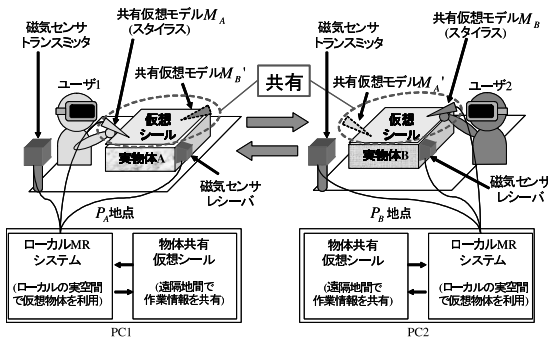 共有仮想モデルMA
(スタイラス)
磁気センサ
トランスミッタ
共有仮想モデルMB'
ユーザ1
仮想
シール
実物体A
磁気センサ
レシーバ
PA地点
共有
共有仮想モデルMB
(スタイラス)
磁気センサ
トランスミッタ
共有仮想モデルMA'
ユーザ2
仮想
シール
実物体B
磁気センサ
レシーバ
PB地点
ローカルMR
システム
(ローカルの実空間
で仮想物体を利用)
物体共有
仮想シール
(遠隔地間で
作業情報を共有)
PC1
物体共有
仮想シール
(遠隔地間で
作業情報を共有)
ローカルMR
システム
(ローカルの実空間
で仮想物体を利用)
PC2